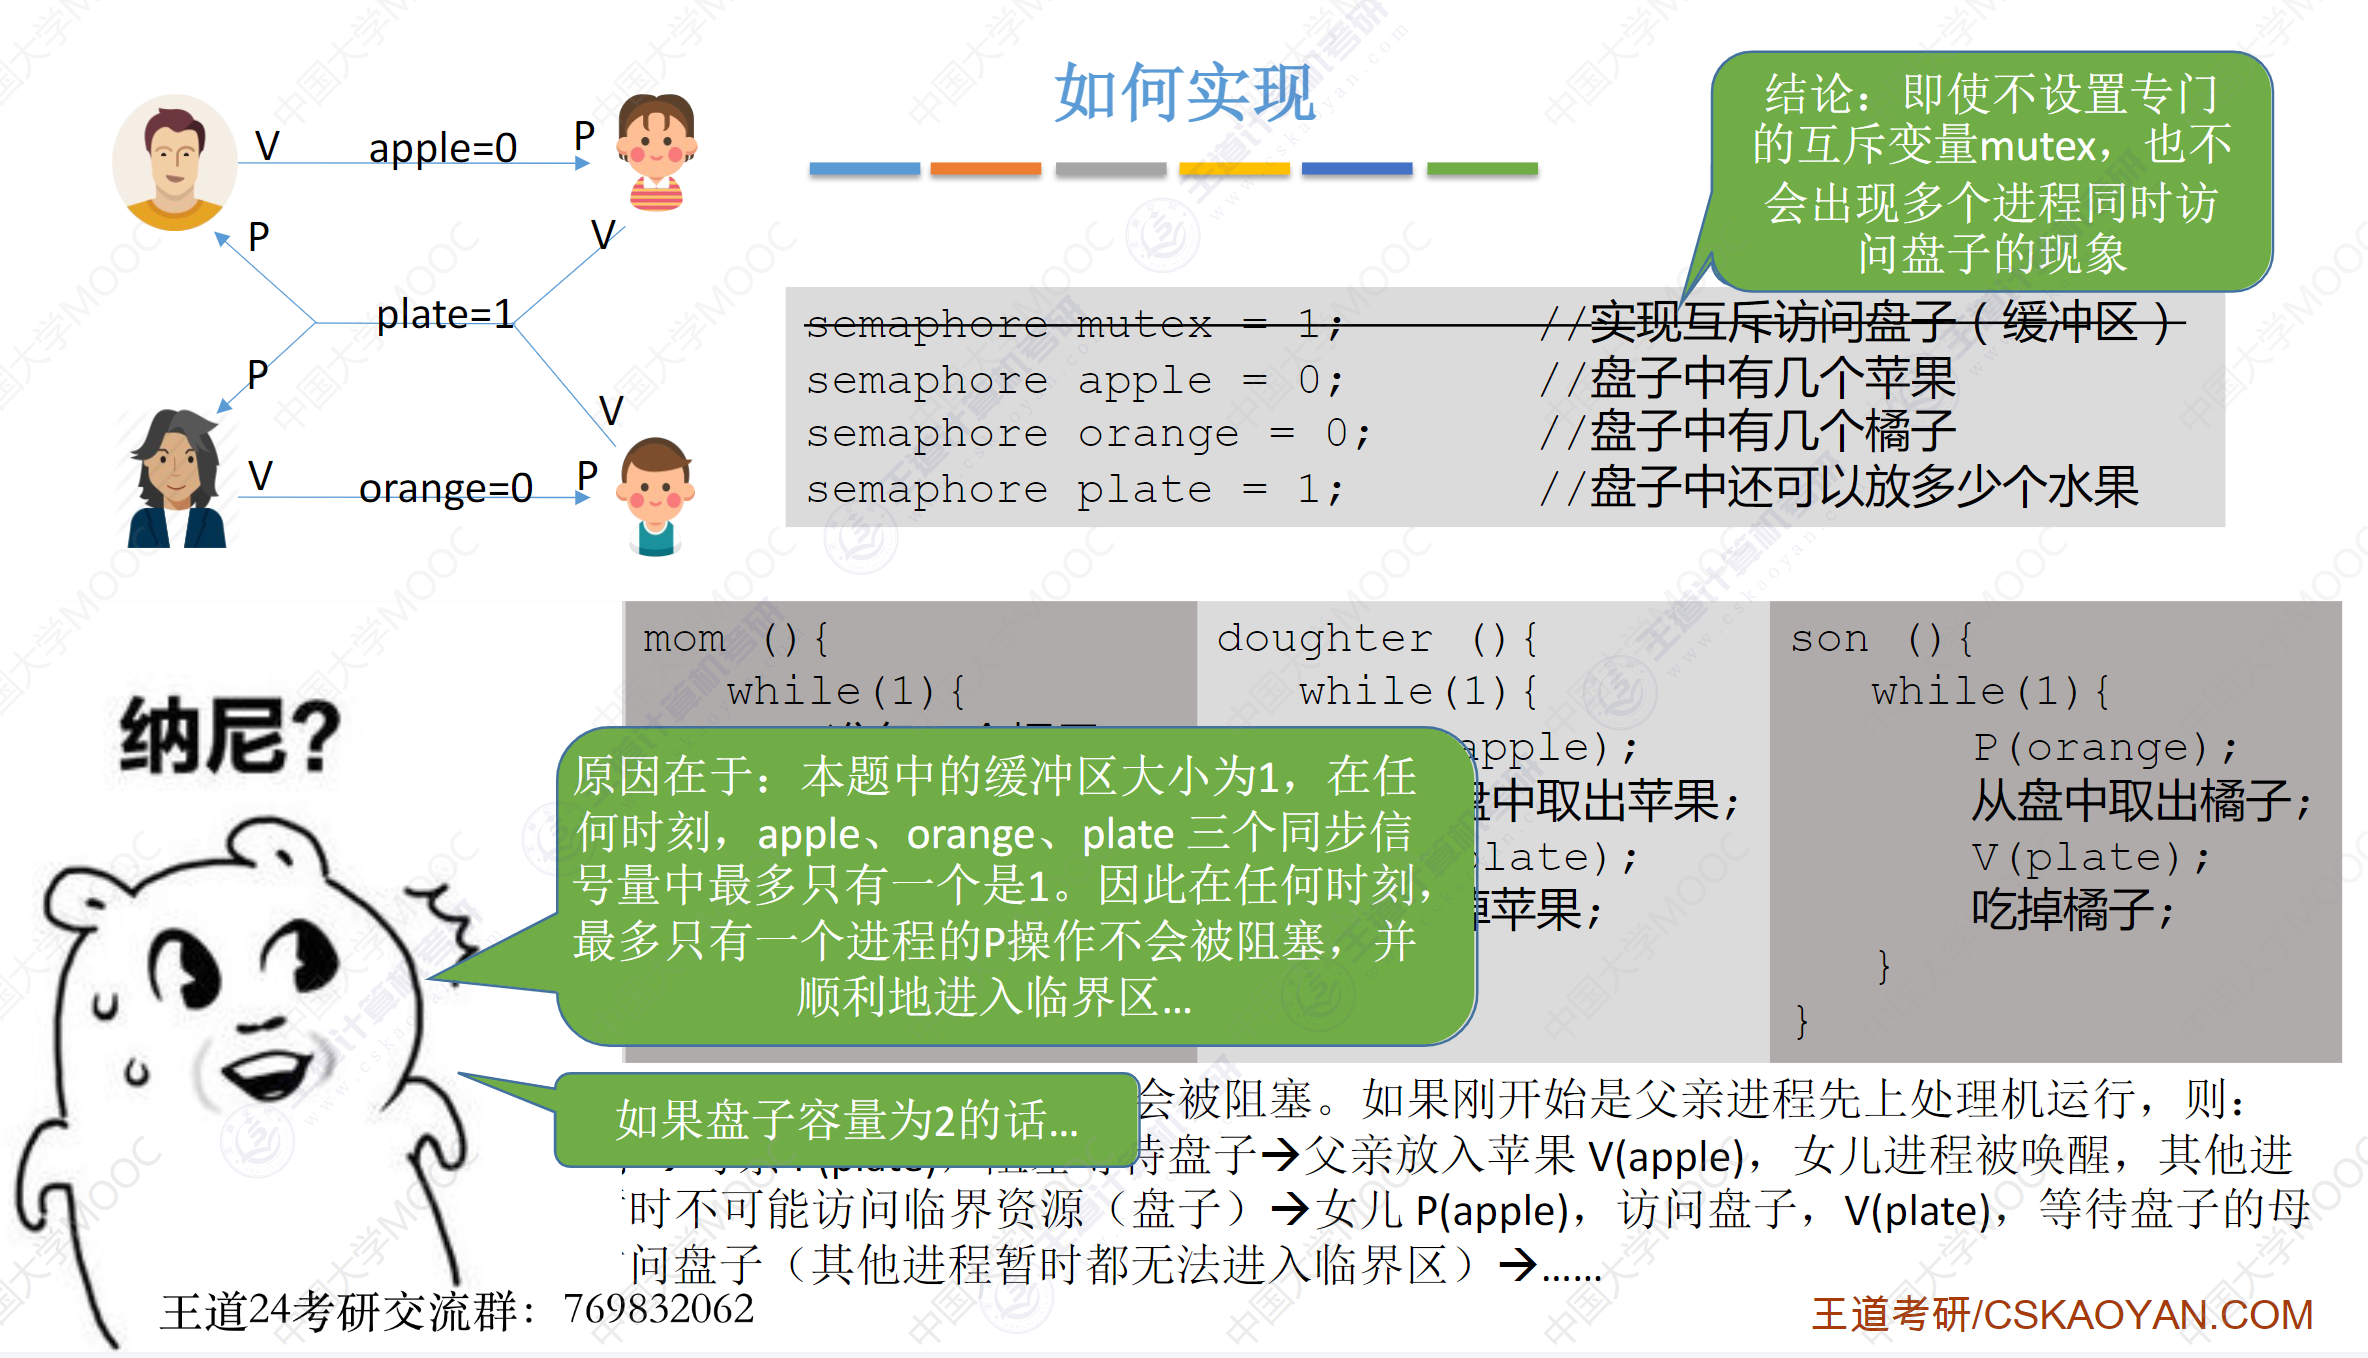 如何实现
结论：即使不设置专门
的互斥变量mutex，也不
会出现多个进程同时访
问盘子的现象
V apple=0 P
P V
plate=1
P V
V orange=0 P
semaphore mutex = 1; //实现互斥访问盘子（缓冲区）
semaphore apple = 0; //盘子中有几个苹果
semaphore orange = 0; //盘子中有几个橘子
semaphore plate = 1; //盘子中还可以放多少个水果
mom (){
while(1){
doughter (){
while(1){
apple);
中取出苹果;
late);
苹果;
son (){
while(1){
P(orange);
从盘中取出橘子;
V(plate);
吃掉橘子;
}
}
纳尼?
原因在于：本题中的缓冲区大小为1，在任
何时刻，apple、orange、plate 三个同步信
号量中最多只有一个是1。因此在任何时刻，
最多只有一个进程的P操作不会被阻塞，并
顺利地进入临界区…
如果盘子容量为2的话…
会被阻塞。如果刚开始是父亲进程先上处理机运行，则：
待盘子→父亲放入苹果 V(apple)，女儿进程被唤醒，其他进
时不可能访问临界资源（盘子）→女儿 P(apple)，访问盘子，V(plate)，等待盘子的母
问盘子（其他进程暂时都无法进入临界区）→……
王道24考研交流群：769832062
王道考研/CSKAOYAN.COM